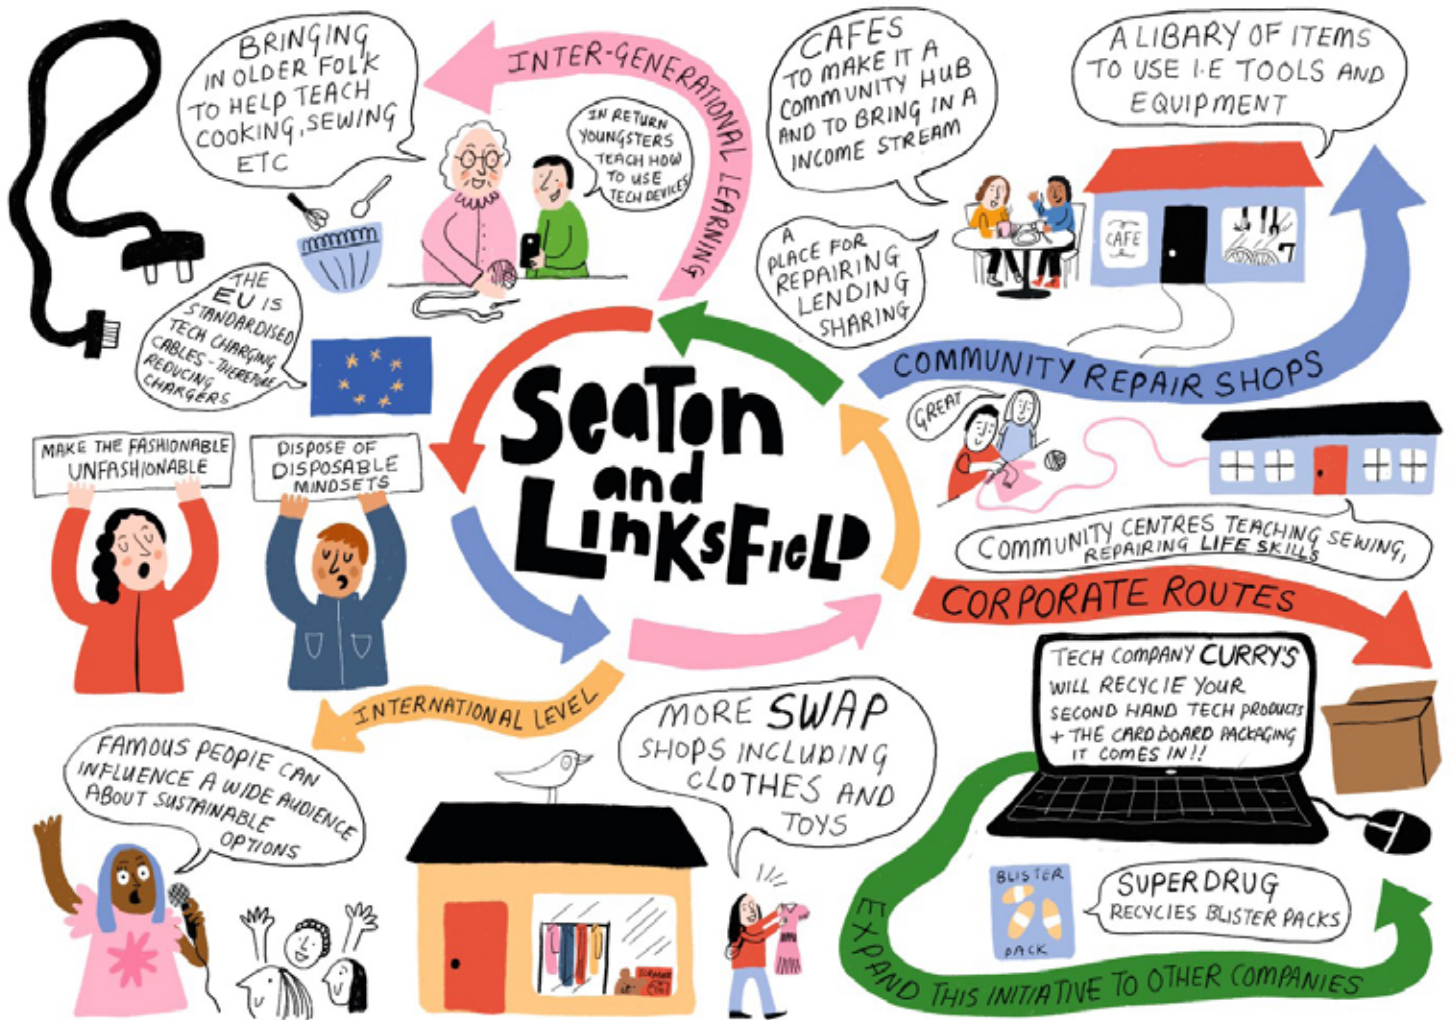 BRINGING
IN OLDER FOLK
TO HELP TEACH
COOKING, SEWING
ETC
INTER-GENERATIONAL LEARNING
IN RETURN
YOUNGSTERS
TEACH HOW
TO USE
TECH DEVICES
CAFES
TO MAKE IT A
COMMUNITY HUB
AND TO BRING IN A
INCOME STREAM
A LIBARY OF ITEMS
TO USE I.E TOOLS AND
EQUIPMENT
A
PLACE FOR
REPAIRING
LENDING
SHARING
CAFE
COMMUNITY REPAIR SHOPS
THE
EU IS
STANDARDISED
TECH CHARGING
CABLES - THEREFORE
REDUCING
CHARGERS
SEATON
and
LINKSFIELD
GREAT
COMMUNITY CENTRES TEACHING SEWING,
REPAIRING LIFE SKILLS
MAKE THE FASHIONABLE
UNFASHIONABLE
DISPOSE OF
DISPOSABLE
MINDSETS
CORPORATE ROUTES
TECH COMPANY CURRY'S
WILL RECYCIE YOUR
SECOND HAND TECH PRODUCTS
+ THE CARD BOARD PACKAGING
IT COMES IN!!
INTERNATIONAL LEVEL
FAMOUS PEOPIE CAN
INFLUENCE A WIDE AUDIENCE
ABOUT SUSTAINABLE
OPTIONS
MORE SWAP
SHOPS INCLUDING
CLOTHES AND
TOYS
BLISTER
PACK
SUPERDRUG
RECYCIES BLISTER PACKS
EXPAND THIS INITIATIVE TO OTHER COMPANIES